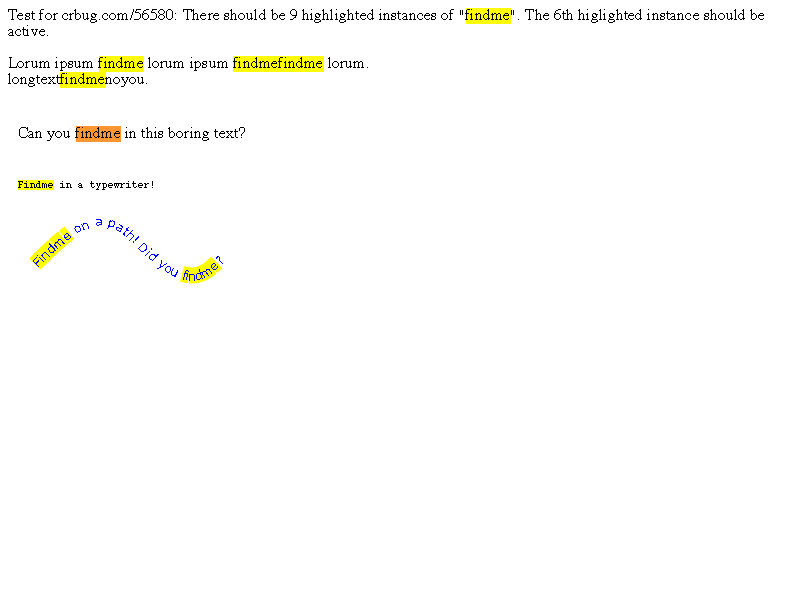 Test for crbug.com/56580: There should be 9 highlighted instances of "findme". The 6th higlighted instance should be
active.
Lorum ipsum findme lorum ipsum findmefindme lorum.
longtextfindmenoyou.
Can you findme in this boring text?
Findme in a typewriter!
Findme on a path! Did you findme?